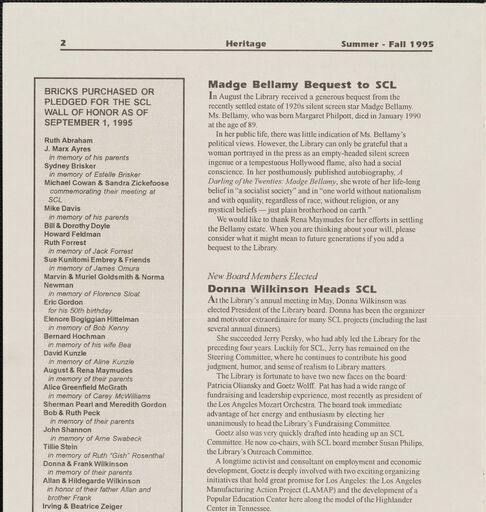 2
Heritage
Summer - Fall 1995
BRICKS PURCHASED OR
PLEDGED FOR THE SCL
WALL OF HONOR AS OF
SEPTEMBER 1, 1995
Ruth Abraham
J. Marx Ayres
in memory of his parents
Sydney Brisker
in memory of Estelle Brisker
Michael Cowan & Sandra Zickefoose
commemorating their meeting at
SCL
Mike Davis
in memory of his parents
Bill & Dorothy Doyle
Howard Feldman
Ruth Forrest
in memory of Jack Forrest
Sue Kunitomi Embrey & Friends
in memory of James Omura
Marvin & Muriel Goldsmith & Norma
Newman
in memory of Florence Sloat
Eric Gordon
for his 50th birthday
Elenore Bogiggian Hittelman
in memory of Bob Kenny
Bernard Hochman
in memory of his wife Bea
David Kunzle
in memory of Aline Kunzle
August & Rena Maymudes
in memory of their parents
Alice Greenfield McGrath
in memory of Carey McWilliams
Sherman Pearl and Meredith Gordon
Bob & Ruth Peck
in memory of their parents
John Shannon
in memory of Arne Swabeck
Tillie Stein
in memory of Ruth "Gish" Rosenthal
Donna & Frank Wilkinson
in memory of their parents
Allan & Hildegarde Wilkinson
in honor of their father Allan and
brother Frank
Irving & Beatrice Zeiger
Madge Bellamy Bequest to SCL
In August the Library received a generous bequest from the
recently settled estate of 1920s silent screen star Madge Bellamy.
Ms. Bellamy, who was born Margaret Philpott, died in January 1990
at the age of 89.
In her public life, there was little indication of Ms. Bellamy's
political views. However, the Library can only be grateful that a
woman portrayed in the press as an empty-headed silent screen
ingenue or a tempestuous Hollywood flame, also had a social
conscience. In her posthumously published autobiography, A
Darling of the Twenties: Madge Bellamy, she wrote of her life-long
belief in "a socialist society" and in "one world without nationalism
and with equality, regardless of race; without religion, or any
mystical beliefs — just plain brotherhood on earth."
We would like to thank Rena Maymudes for her efforts in settling
the Bellamy estate. When you are thinking about your will, please
consider what it might mean to future generations if you add a
bequest to the Library.
New Board Members Elected
Donna Wilkinson Heads SCL
At the Library's annual meeting in May, Donna Wilkinson was
elected President of the Library board. Donna has been the organizer
and motivator extraordinaire for many SCL projects (including the last
several annual dinners).
She succeeded Jerry Persky, who had ably led the Library for the
preceding four years. Luckily for SCL, Jerry has remained on the
Steering Committee, where he continues to contribute his good
judgment, humor, and sense of realism to Library matters.
The Library is fortunate to have two new faces on the board:
Patricia Oliansky and Goetz Wolff. Pat has had a wide range of
fundraising and leadership experience, most recently as president of
the Los Angeles Mozart Orchestra. The board took immediate
advantage of her energy and enthusiasm by electing her
unanimously to head the Library's Fundraising Committee.
Goetz also was very quickly drafted into heading up an SCL
Committee. He now co-chairs, with SCL board member Susan Philips,
the Library's Outreach Committee.
A longtime activist and consultant on employment and economic
development, Goetz is deeply involved with two exciting organizing
initiatives that hold great promise for Los Angeles: the Los Angeles
Manufacturing Action Project (LAMAP) and the development of a
Popular Education Center here along the model of the Highlander
Center in Tennessee.